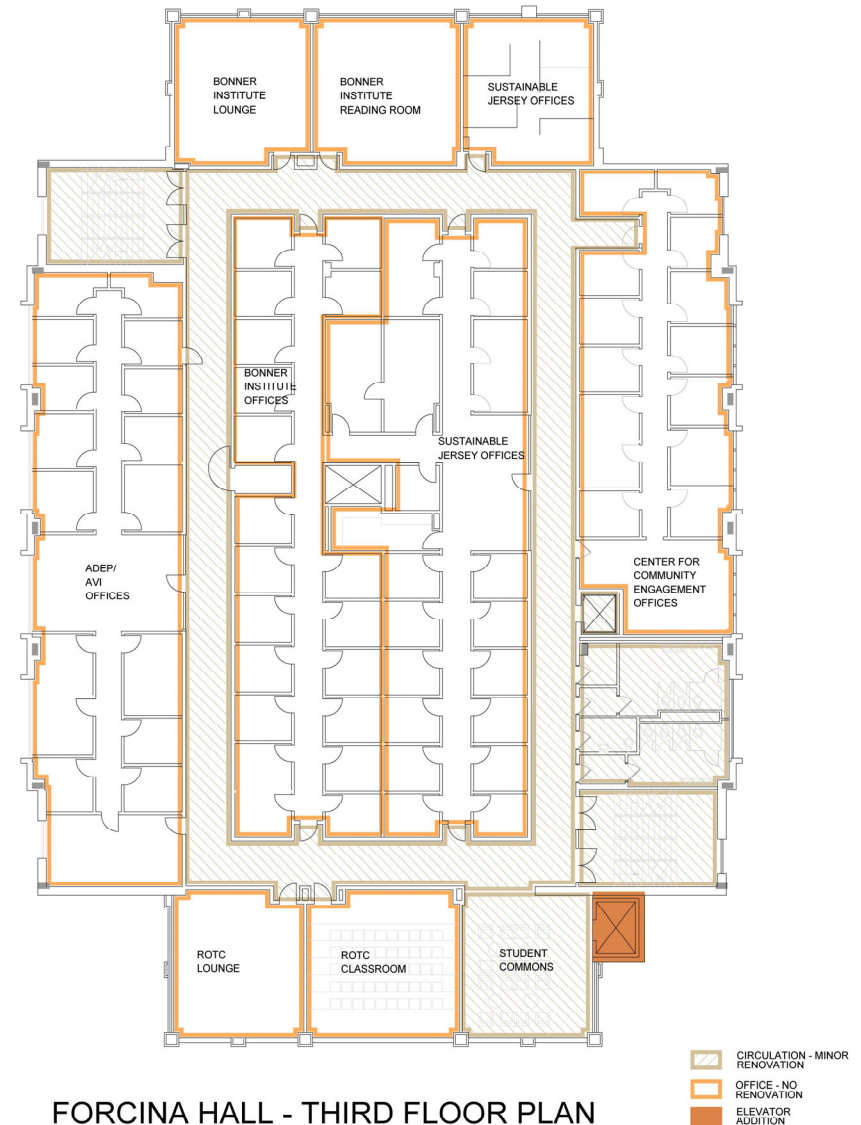 BONNER
INSTITUTE
LOUNGE
BONNER
INSTITUTE
READING ROOM
SUSTAINABLE
JERSEY OFFICES
BONNER
INSTITUTE
OFFICES
SUSTAINABLE
JERSEY OFFICES
ADEP/
AVI
OFFICES
CENTER FOR
COMMUNITY
ENGAGEMENT
OFFICES
ROTC
LOUNGE
ROTC
CLASSROOM
STUDENT
COMMONS
CIRCULATION - MINOR
RENOVATION
OFFICE - NO
RENOVATION
ELEVATOR
ADDITION
FORCINA HALL - THIRD FLOOR PLAN